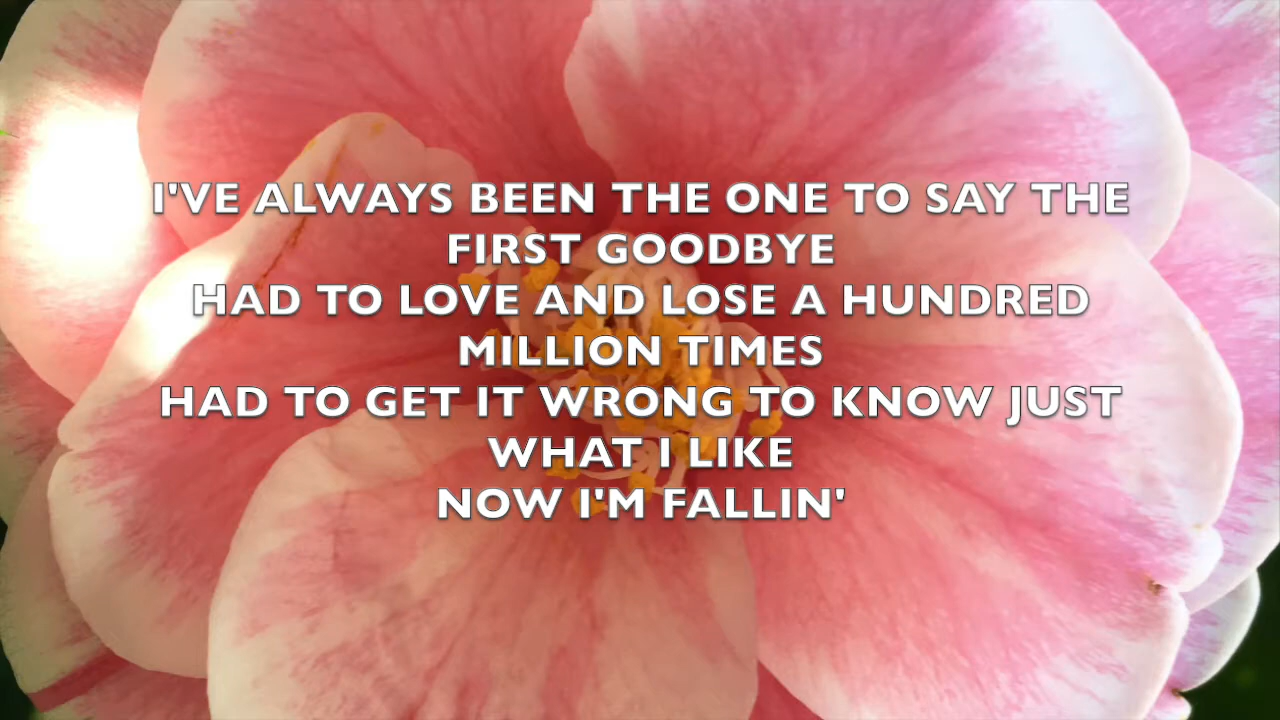 I'VE ALWAYS BEEN THE ONE TO SAY THE
FIRST GOODBYE
HAD TO LOVE AND LOSE A HUNDRED
MILLION TIMES
HAD TO GET IT WRONG TO KNOW JUST
WHAT I LIKE
NOW I'M FALLIN'